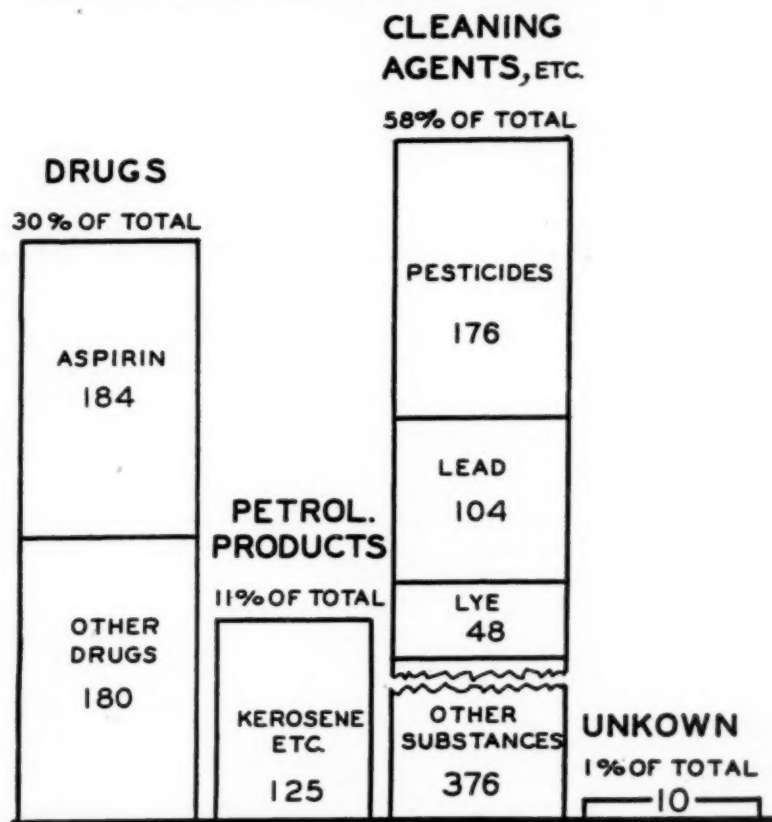 DRUGS
30% OF TOTAL
ASPIRIN
184
OTHER
DRUGS
180
PETROL.
PRODUCTS
11% OF TOTAL
KEROSENE
ETC.
125
CLEANING
AGENTS, ETC.
58% OF TOTAL
PESTICIDES
176
LEAD
104
LYE
48
OTHER
SUBSTANCES
376
UNKOWN
1% OF TOTAL
10